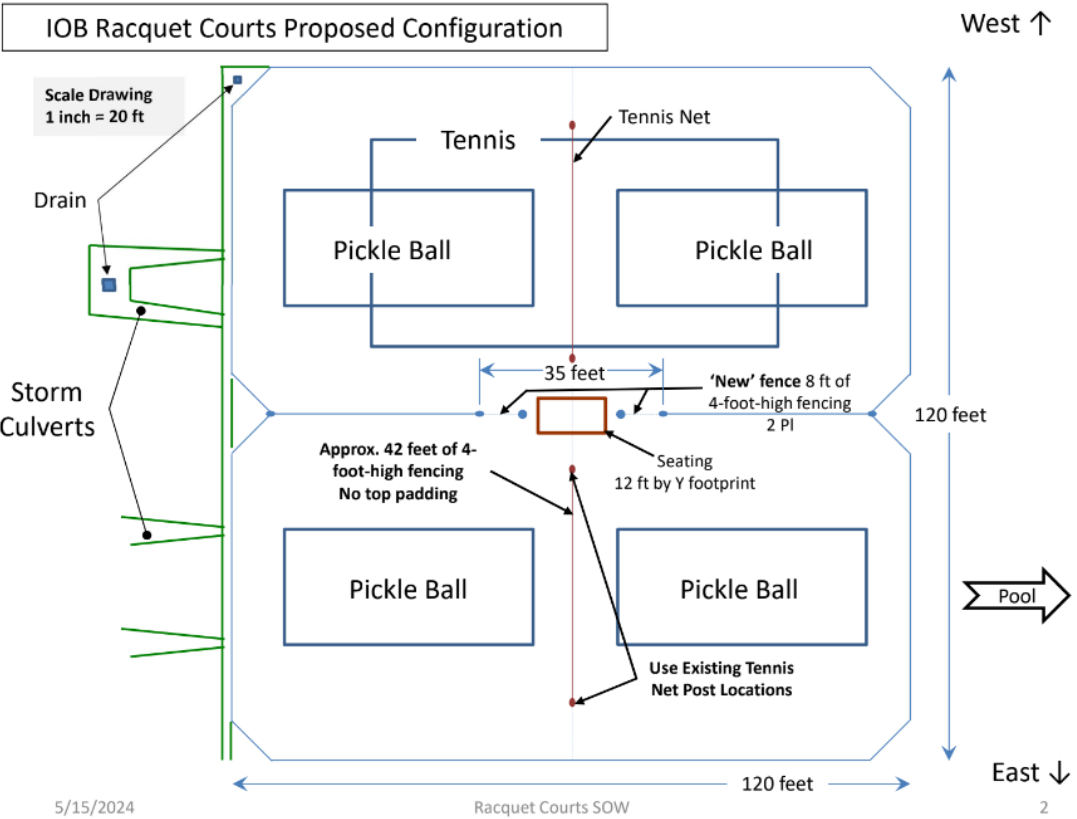 IOB Racquet Courts Proposed Configuration
West ↑
Scale Drawing
1 inch = 20 ft
Tennis Net
Tennis
Drain
Pickle Ball
Pickle Ball
35 feet
'New' fence 8 ft of
4-foot-high fencing
2 Pl
120 feet
Storm
Culverts
Approx. 42 feet of 4-
foot-high fencing
No top padding
Seating
12 ft by Y footprint
Pickle Ball
Pickle Ball
Pool
Use Existing Tennis
Net Post Locations
East ↓
120 feet
5/15/2024
Racquet Courts SOW
2